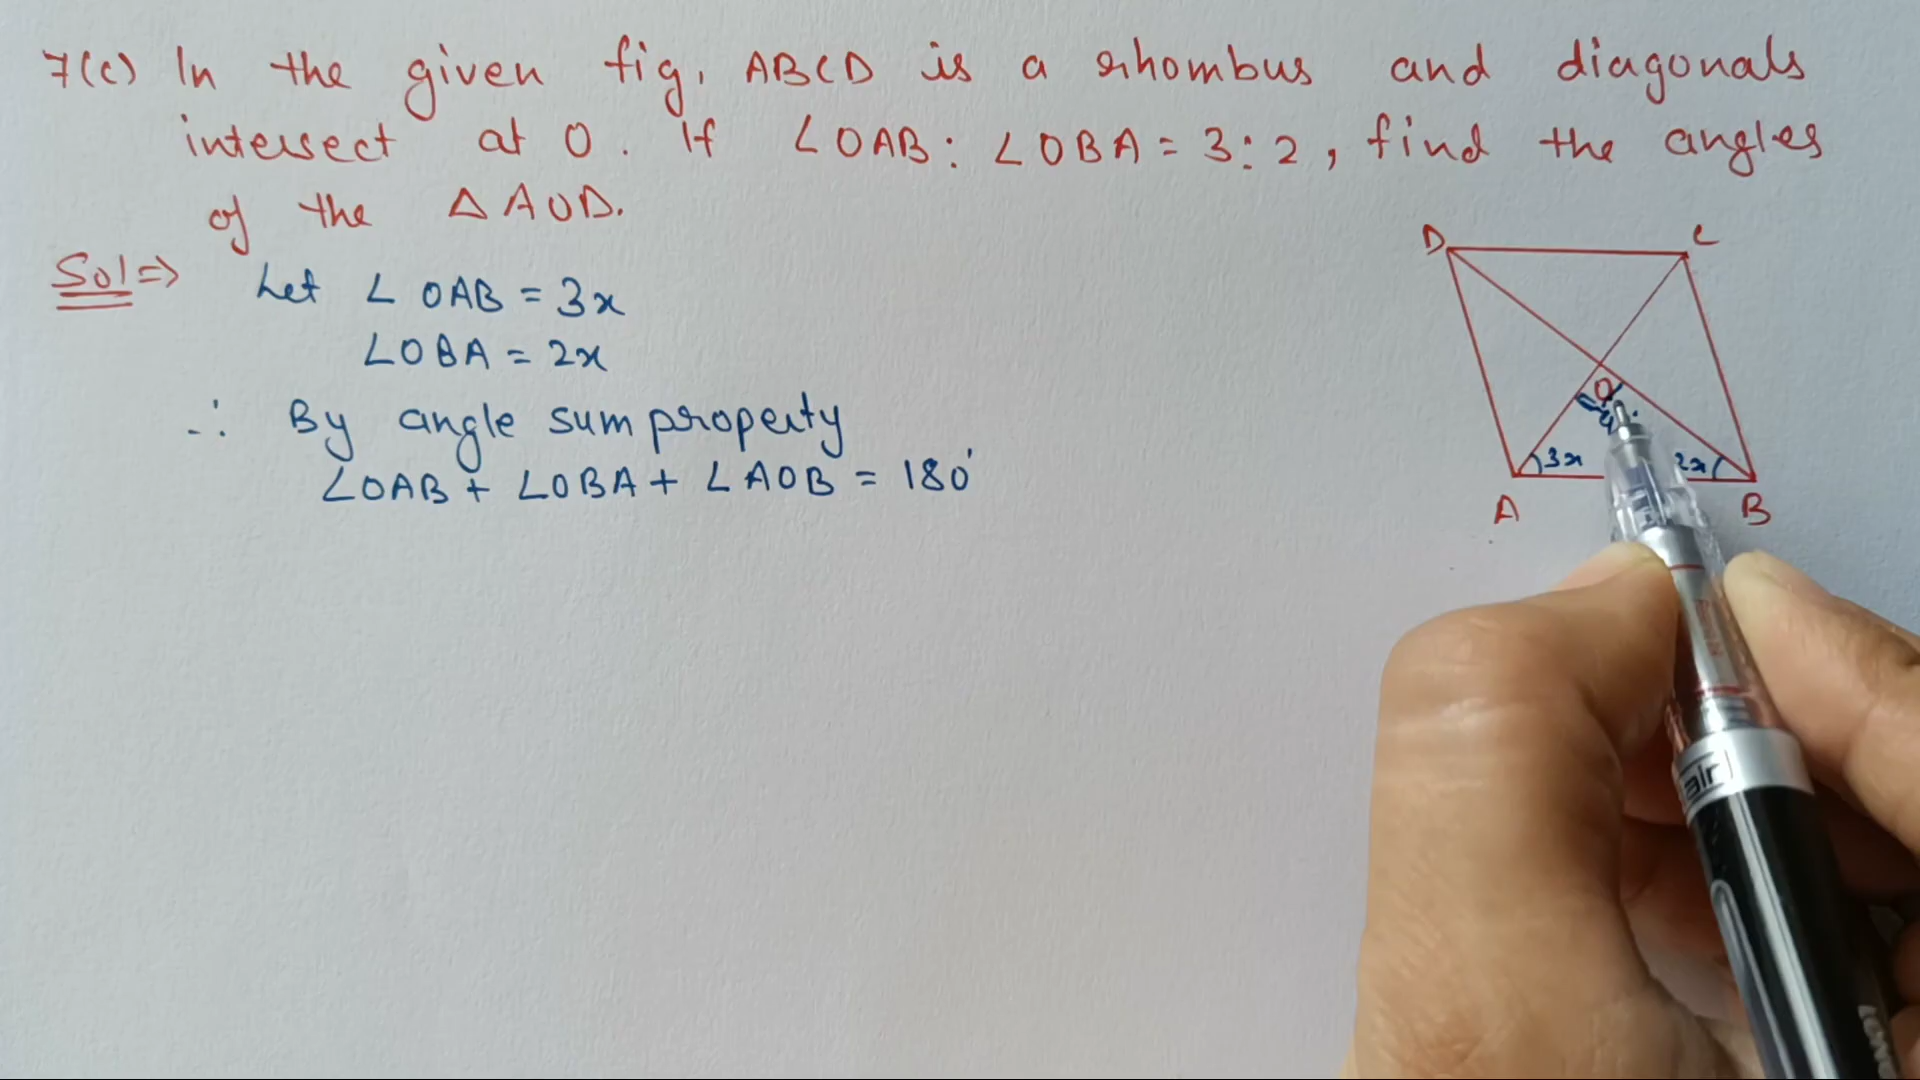 7(c) In the given fig, ABCD is a rhombus and diagonals
intersect at O. If ∠OAB : ∠OBA = 3:2, find the angles
of the △AOD.
Sol⇒ Let ∠OAB = 3x
∠OBA = 2x
∴ By angle sum property
∠OAB + ∠OBA + ∠AOB = 180°
D C
O
3x 2x
A B
air